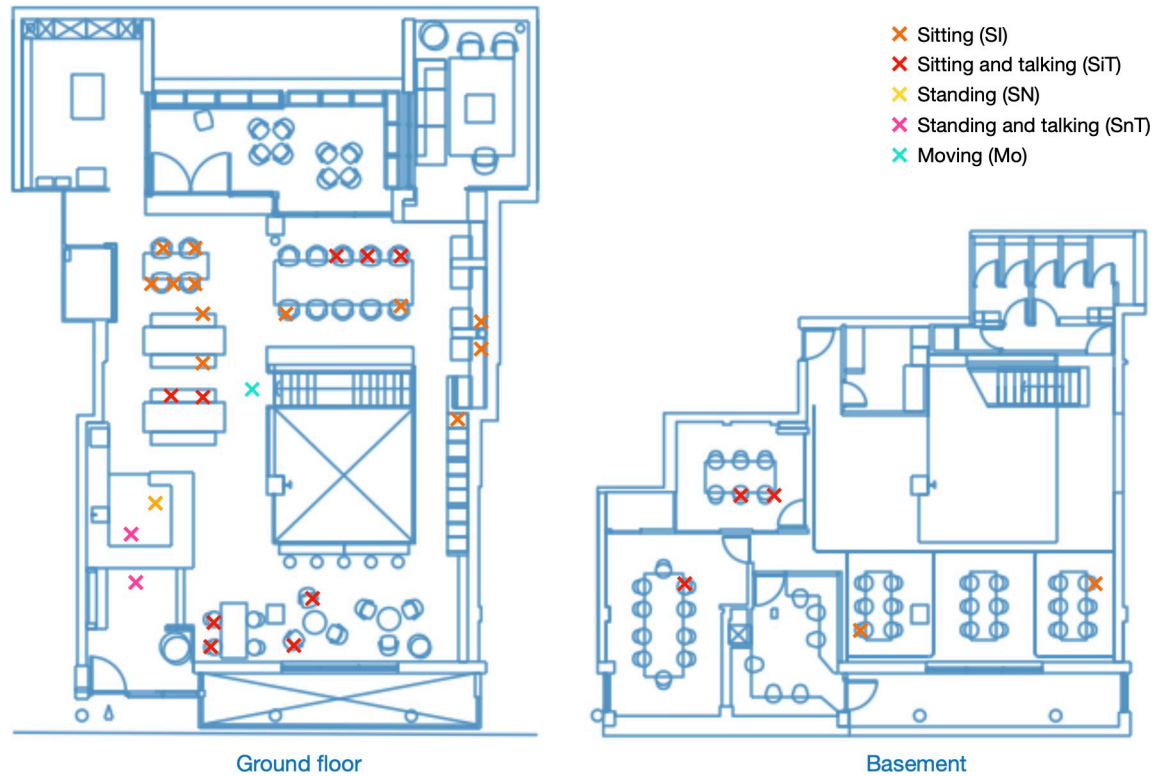 Sitting (SI)
Sitting and talking (SiT)
Standing (SN)
Standing and talking (SnT)
Moving (Mo)
Ground floor
Basement